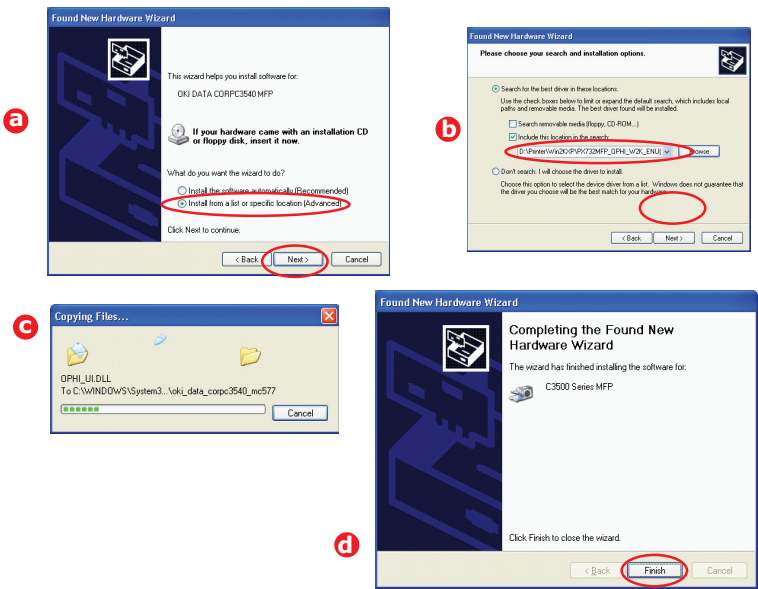 a
Found New Hardware Wizard
This wizard helps you install software for:
OKI DATA CORPC3540 MFP
If your hardware came with an installation CD
or floppy disk, insert it now.
What do you want the wizard to do?
Install the software automatically (Recommended)
Install from a list or specific location (Advanced)
Click Next to continue.
< Back
Next >
Cancel
b
Found New Hardware Wizard
Please choose your search and installation options.
Search for the best driver in these locations.
Use the check boxes below to limit or expand the default search, which includes local
paths and removable media. The best driver found will be installed.
Search removable media (floppy, CD-ROM...)
Include this location in the search:
D:\Printer\Win2KXP\PX732MFP_OPHI_W2K_ENU(
Browse
Don't search. I will choose the driver to install.
Choose this option to select the device driver from a list. Windows does not guarantee that
the driver you choose will be the best match for your hardware.
< Back
Next >
Cancel
c
Copying Files...
OPHI_UI.DLL
To C:\WINDOWS\System3...\oki_data_corpc3540_mc577
Cancel
d
Found New Hardware Wizard
Completing the Found New
Hardware Wizard
The wizard has finished installing the software for:
C3500 Series MFP
Click Finish to close the wizard.
< Back
Finish
Cancel